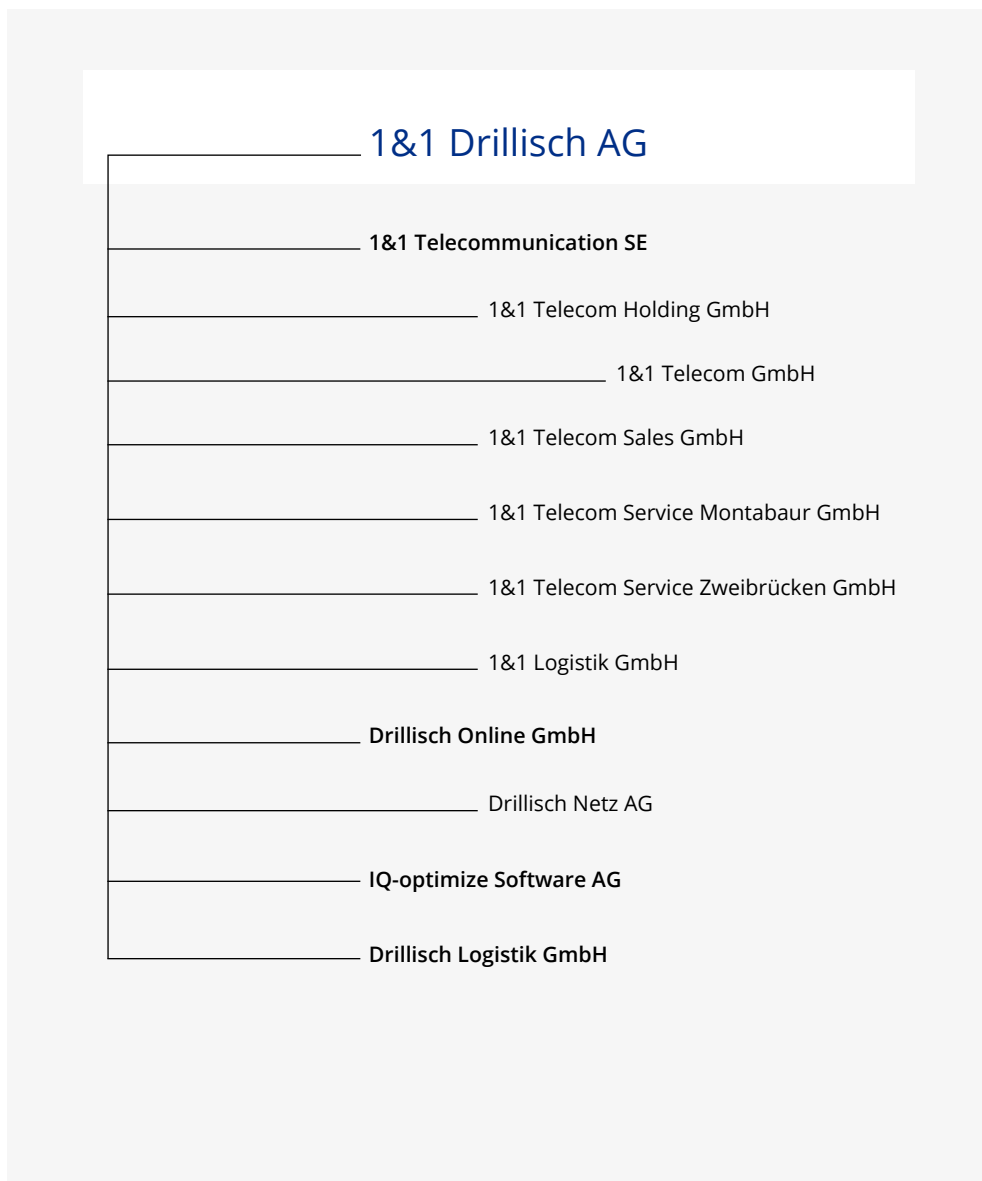 1&1 Drillisch AG
1&1 Telecommunication SE
1&1 Telecom Holding GmbH
1&1 Telecom GmbH
1&1 Telecom Sales GmbH
1&1 Telecom Service Montabaur GmbH
1&1 Telecom Service Zweibrücken GmbH
1&1 Logistik GmbH
Drillisch Online GmbH
Drillisch Netz AG
IQ-optimize Software AG
Drillisch Logistik GmbH